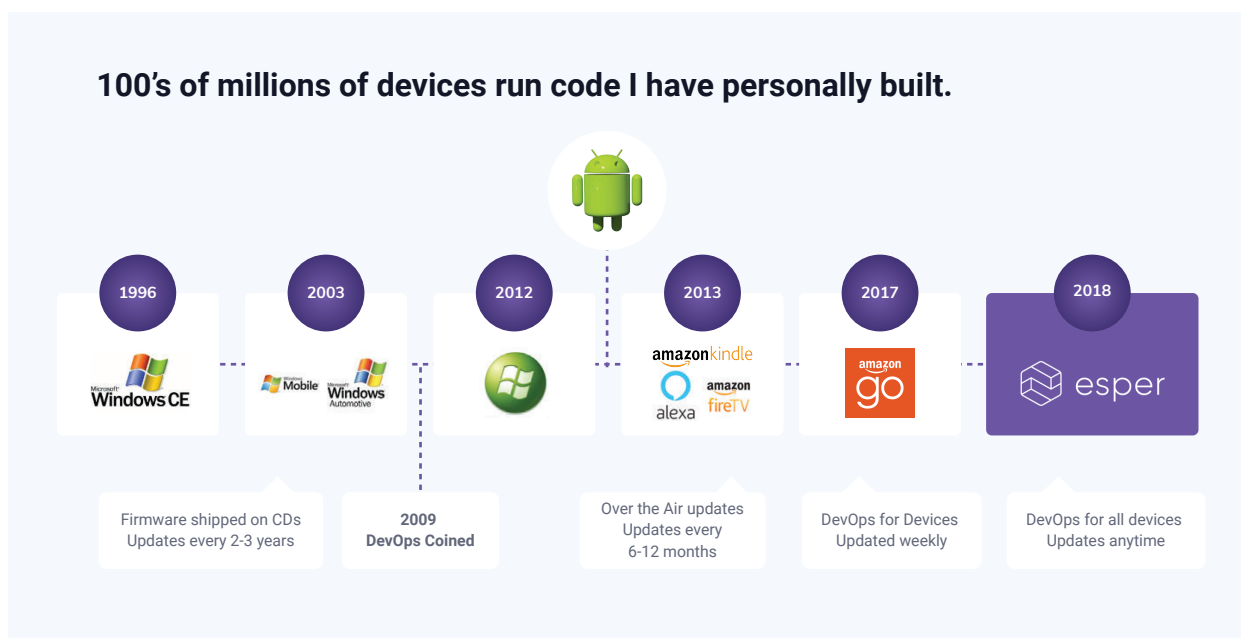 100’s of millions of devices run code I have personally built.
1996
2003
2012
2013
2017
2018
Microsoft
Windows CE
Windows
Mobile
Microsoft
Windows
Automotive
amazonkindle
alexa
amazon
fireTV
amazon
go
esper
Firmware shipped on CDs
Updates every 2-3 years
2009
DevOps Coined
Over the Air updates
Updates every
6-12 months
DevOps for Devices
Updated weekly
DevOps for all devices
Updates anytime